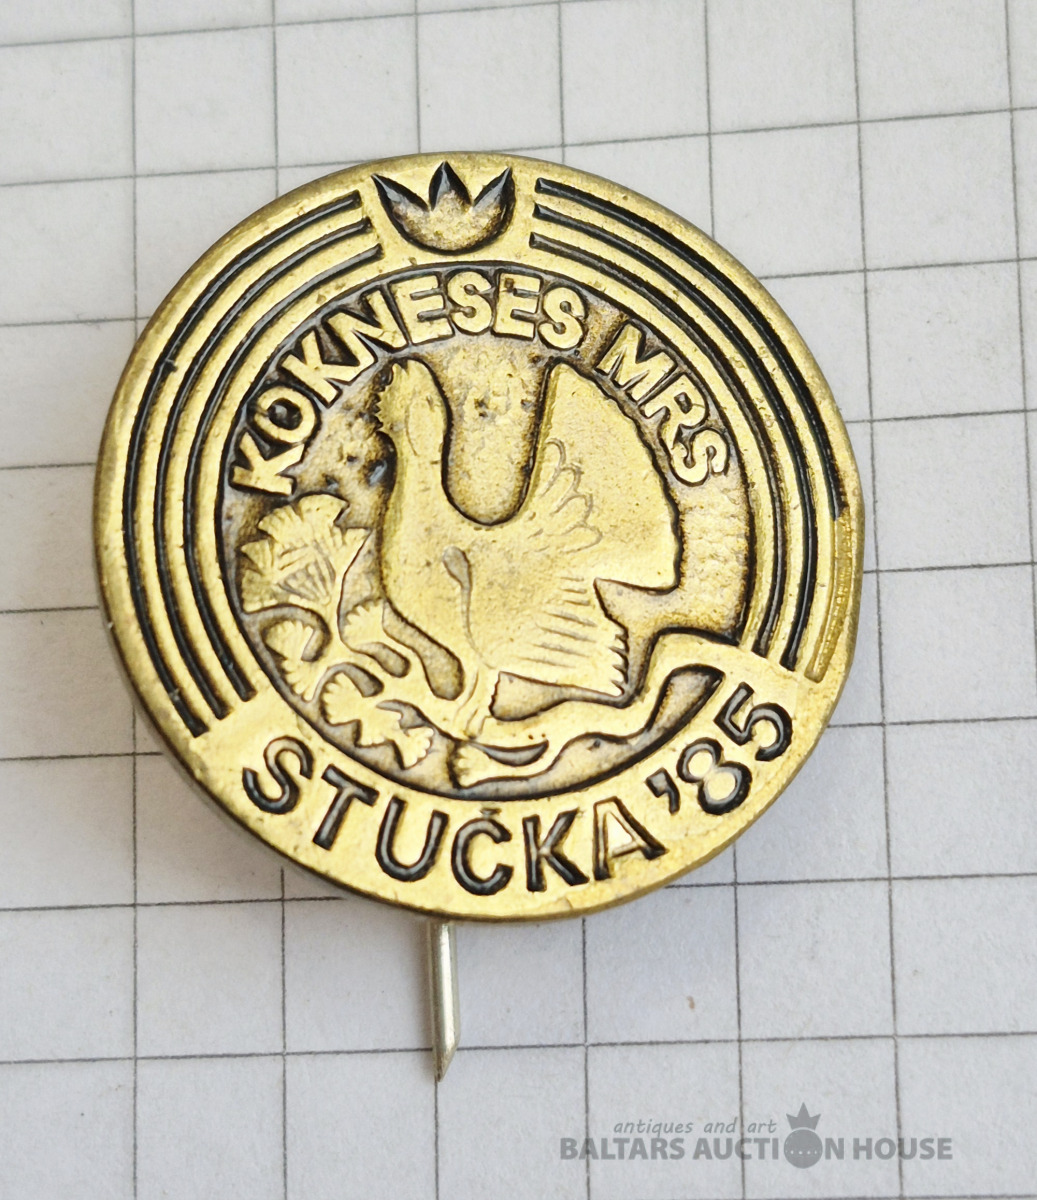 KOKNESES MRS
STUČKA '85
antiques and art
BALTARS AUCTION HOUSE